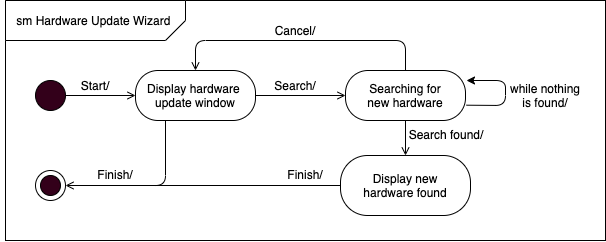 sm Hardware Update Wizard
Cancel/
Start/
Display hardware
update window
Search/
Searching for
new hardware
while nothing
is found/
Search found/
Finish/
Finish/
Display new
hardware found